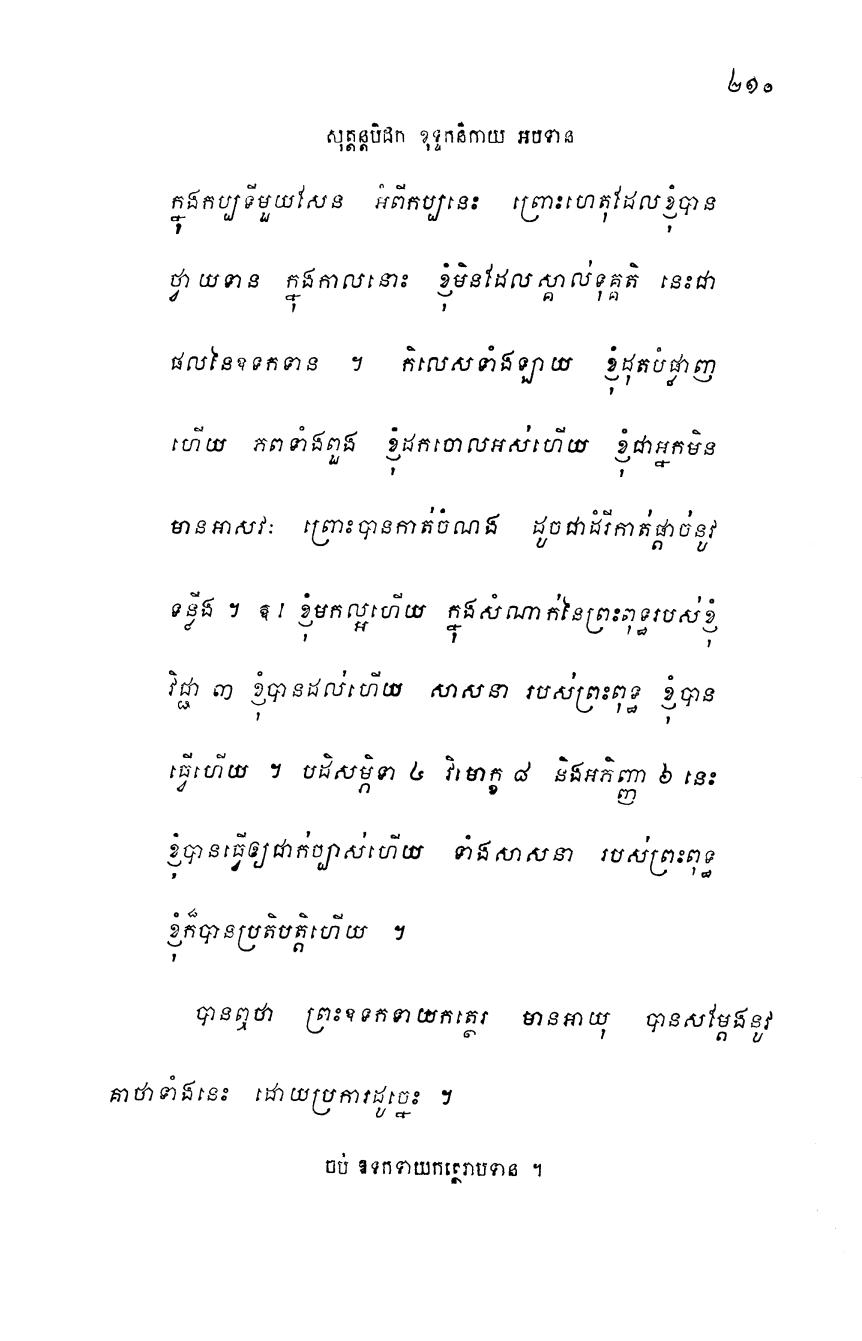 ២១០
សុត្តន្តបិដក ខុទ្ទកនិកាយ អបទាន
ក្នុងកប្បទីមួយសែន អំពីកប្បនេះ ព្រោះហេតុដែលខ្ញុំបាន
ថ្វាយទាន ក្នុងកាលនោះ ខ្ញុំមិនដែលស្គាល់ទុគ្គតិ នេះជា
ផលនៃឧទកទាន ។ កិលេសទាំងឡាយ ខ្ញុំដុតបំផ្លាញ
ហើយ ភពទាំងពួង ខ្ញុំដកចោលអស់ហើយ ខ្ញុំជាអ្នកមិន
មានអាសវៈ ព្រោះបានកាត់ចំណង ដូចជាដំរីកាត់ផ្តាច់នូវ
ទន្លីង ។ ឱ! ខ្ញុំមកល្អហើយ ក្នុងសំណាក់នៃព្រះពុទ្ធរបស់ខ្ញុំ
វិជ្ជា ៣ ខ្ញុំបានដល់ហើយ សាសនា របស់ព្រះពុទ្ធ ខ្ញុំបាន
ធ្វើហើយ ។ បដិសម្ភិទា ៤ វិមោក្ខ ៨ និងអភិញ្ញា ៦ នេះ
ខ្ញុំបានធ្វើឲ្យជាក់ច្បាស់ហើយ ទាំងសាសនា របស់ព្រះពុទ្ធ
ខ្ញុំក៏បានប្រតិបត្តិហើយ ។
បានឮថា ព្រះឧទកទាយកត្ថេរ មានអាយុ បានសម្តែងនូវ
គាថាទាំងនេះ ដោយប្រការដូច្នេះ ។
ចប់ ឧទកទាយកត្ថេរាបទាន ។